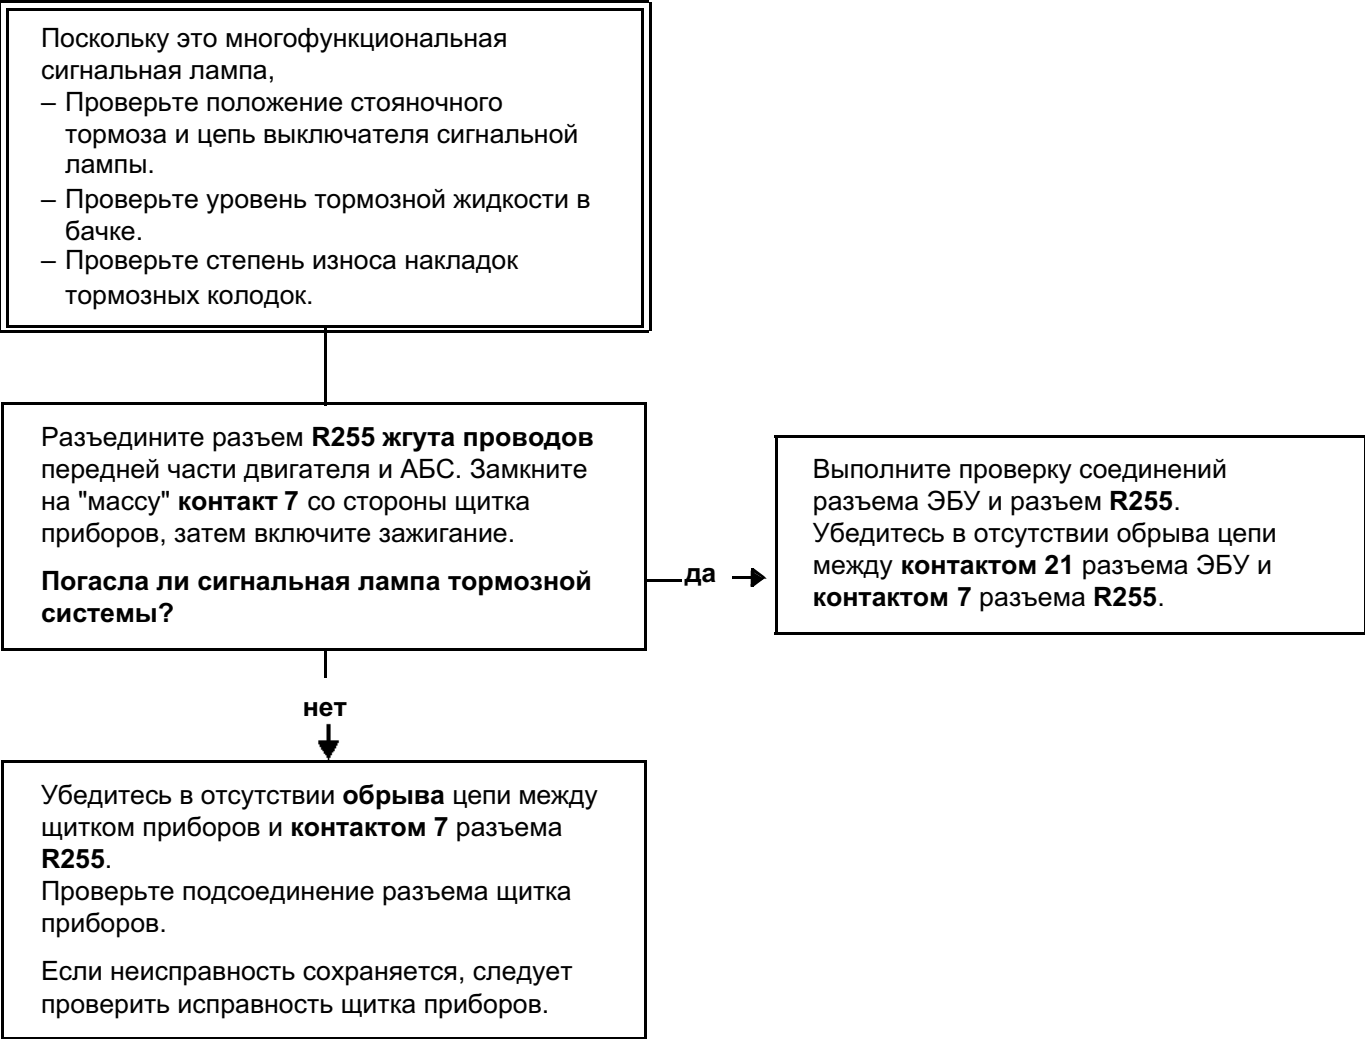 Поскольку это многофункциональная
сигнальная лампа,
– Проверьте положение стояночного
тормоза и цепь выключателя сигнальной
лампы.
– Проверьте уровень тормозной жидкости в
бачке.
– Проверьте степень износа накладок
тормозных колодок.
Разъедините разъем R255 жгута проводов
передней части двигателя и АБС. Замкните
на "массу" контакт 7 со стороны щитка
приборов, затем включите зажигание.
Погасла ли сигнальная лампа тормозной
системы?
да
Выполните проверку соединений
разъема ЭБУ и разъем R255.
Убедитесь в отсутствии обрыва цепи
между контактом 21 разъема ЭБУ и
контактом 7 разъема R255.
нет
Убедитесь в отсутствии обрыва цепи между
щитком приборов и контактом 7 разъема
R255.
Проверьте подсоединение разъема щитка
приборов.
Если неисправность сохраняется, следует
проверить исправность щитка приборов.